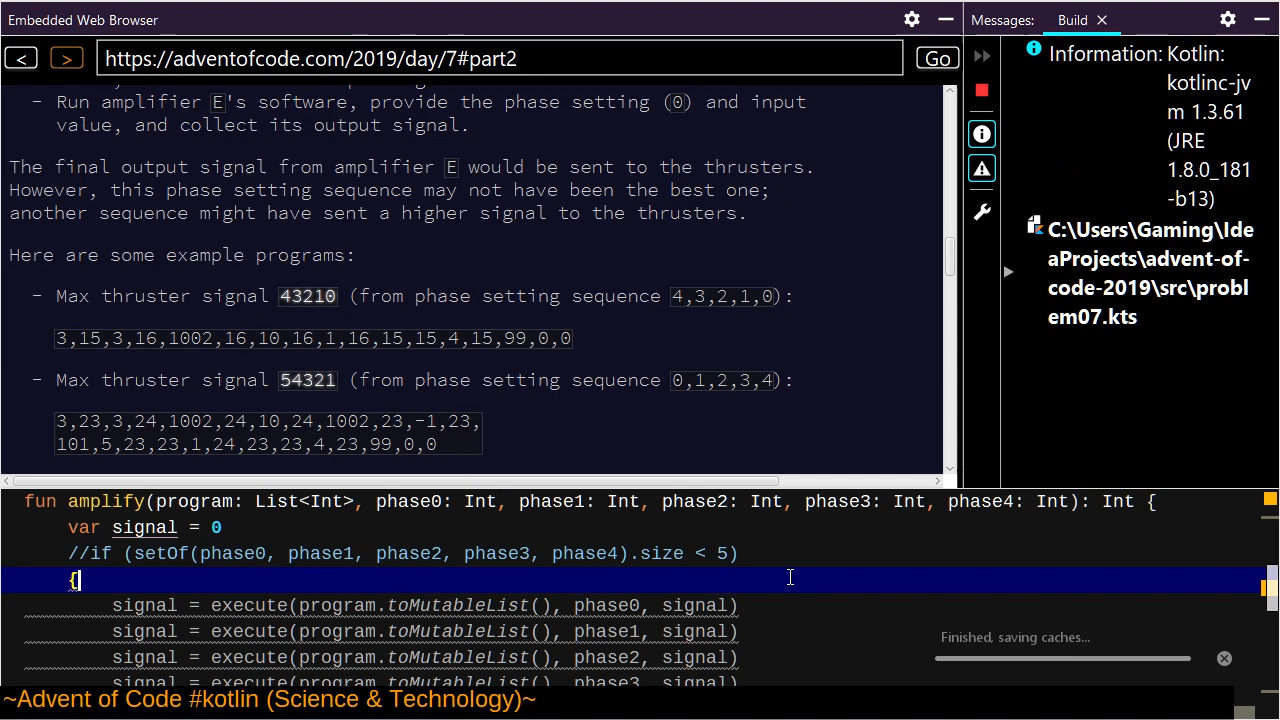 Embedded Web Browser
Messages:
Build
https://adventofcode.com/2019/day/7#part2
Go
- Run amplifier E's software, provide the phase setting (0) and input
value, and collect its output signal.
The final output signal from amplifier E would be sent to the thrusters.
However, this phase setting sequence may not have been the best one;
another sequence might have sent a higher signal to the thrusters.
Here are some example programs:
- Max thruster signal 43210 (from phase setting sequence 4,3,2,1,0):
3,15,3,16,1002,16,10,16,1,16,15,15,4,15,99,0,0
- Max thruster signal 54321 (from phase setting sequence 0,1,2,3,4):
3,23,3,24,1002,24,10,24,1002,23,-1,23,
101,5,23,23,1,24,23,23,4,23,99,0,0
Information: Kotlin:
kotlinc-jv
m 1.3.61
(JRE
1.8.0_181
-b13)
C:\Users\Gaming\Ide
aProjects\advent-of-
code-2019\src\probl
em07.kts
fun amplify(program: List<Int>, phase0: Int, phase1: Int, phase2: Int, phase3: Int, phase4: Int): Int {
var signal = 0
//if (setOf(phase0, phase1, phase2, phase3, phase4).size < 5)
{
signal = execute(program.toMutableList(), phase0, signal)
signal = execute(program.toMutableList(), phase1, signal)
signal = execute(program.toMutableList(), phase2, signal)
signal = execute(program.toMutableList(), phase3, signal)
Finished, saving caches...
~Advent of Code #kotlin (Science & Technology)~